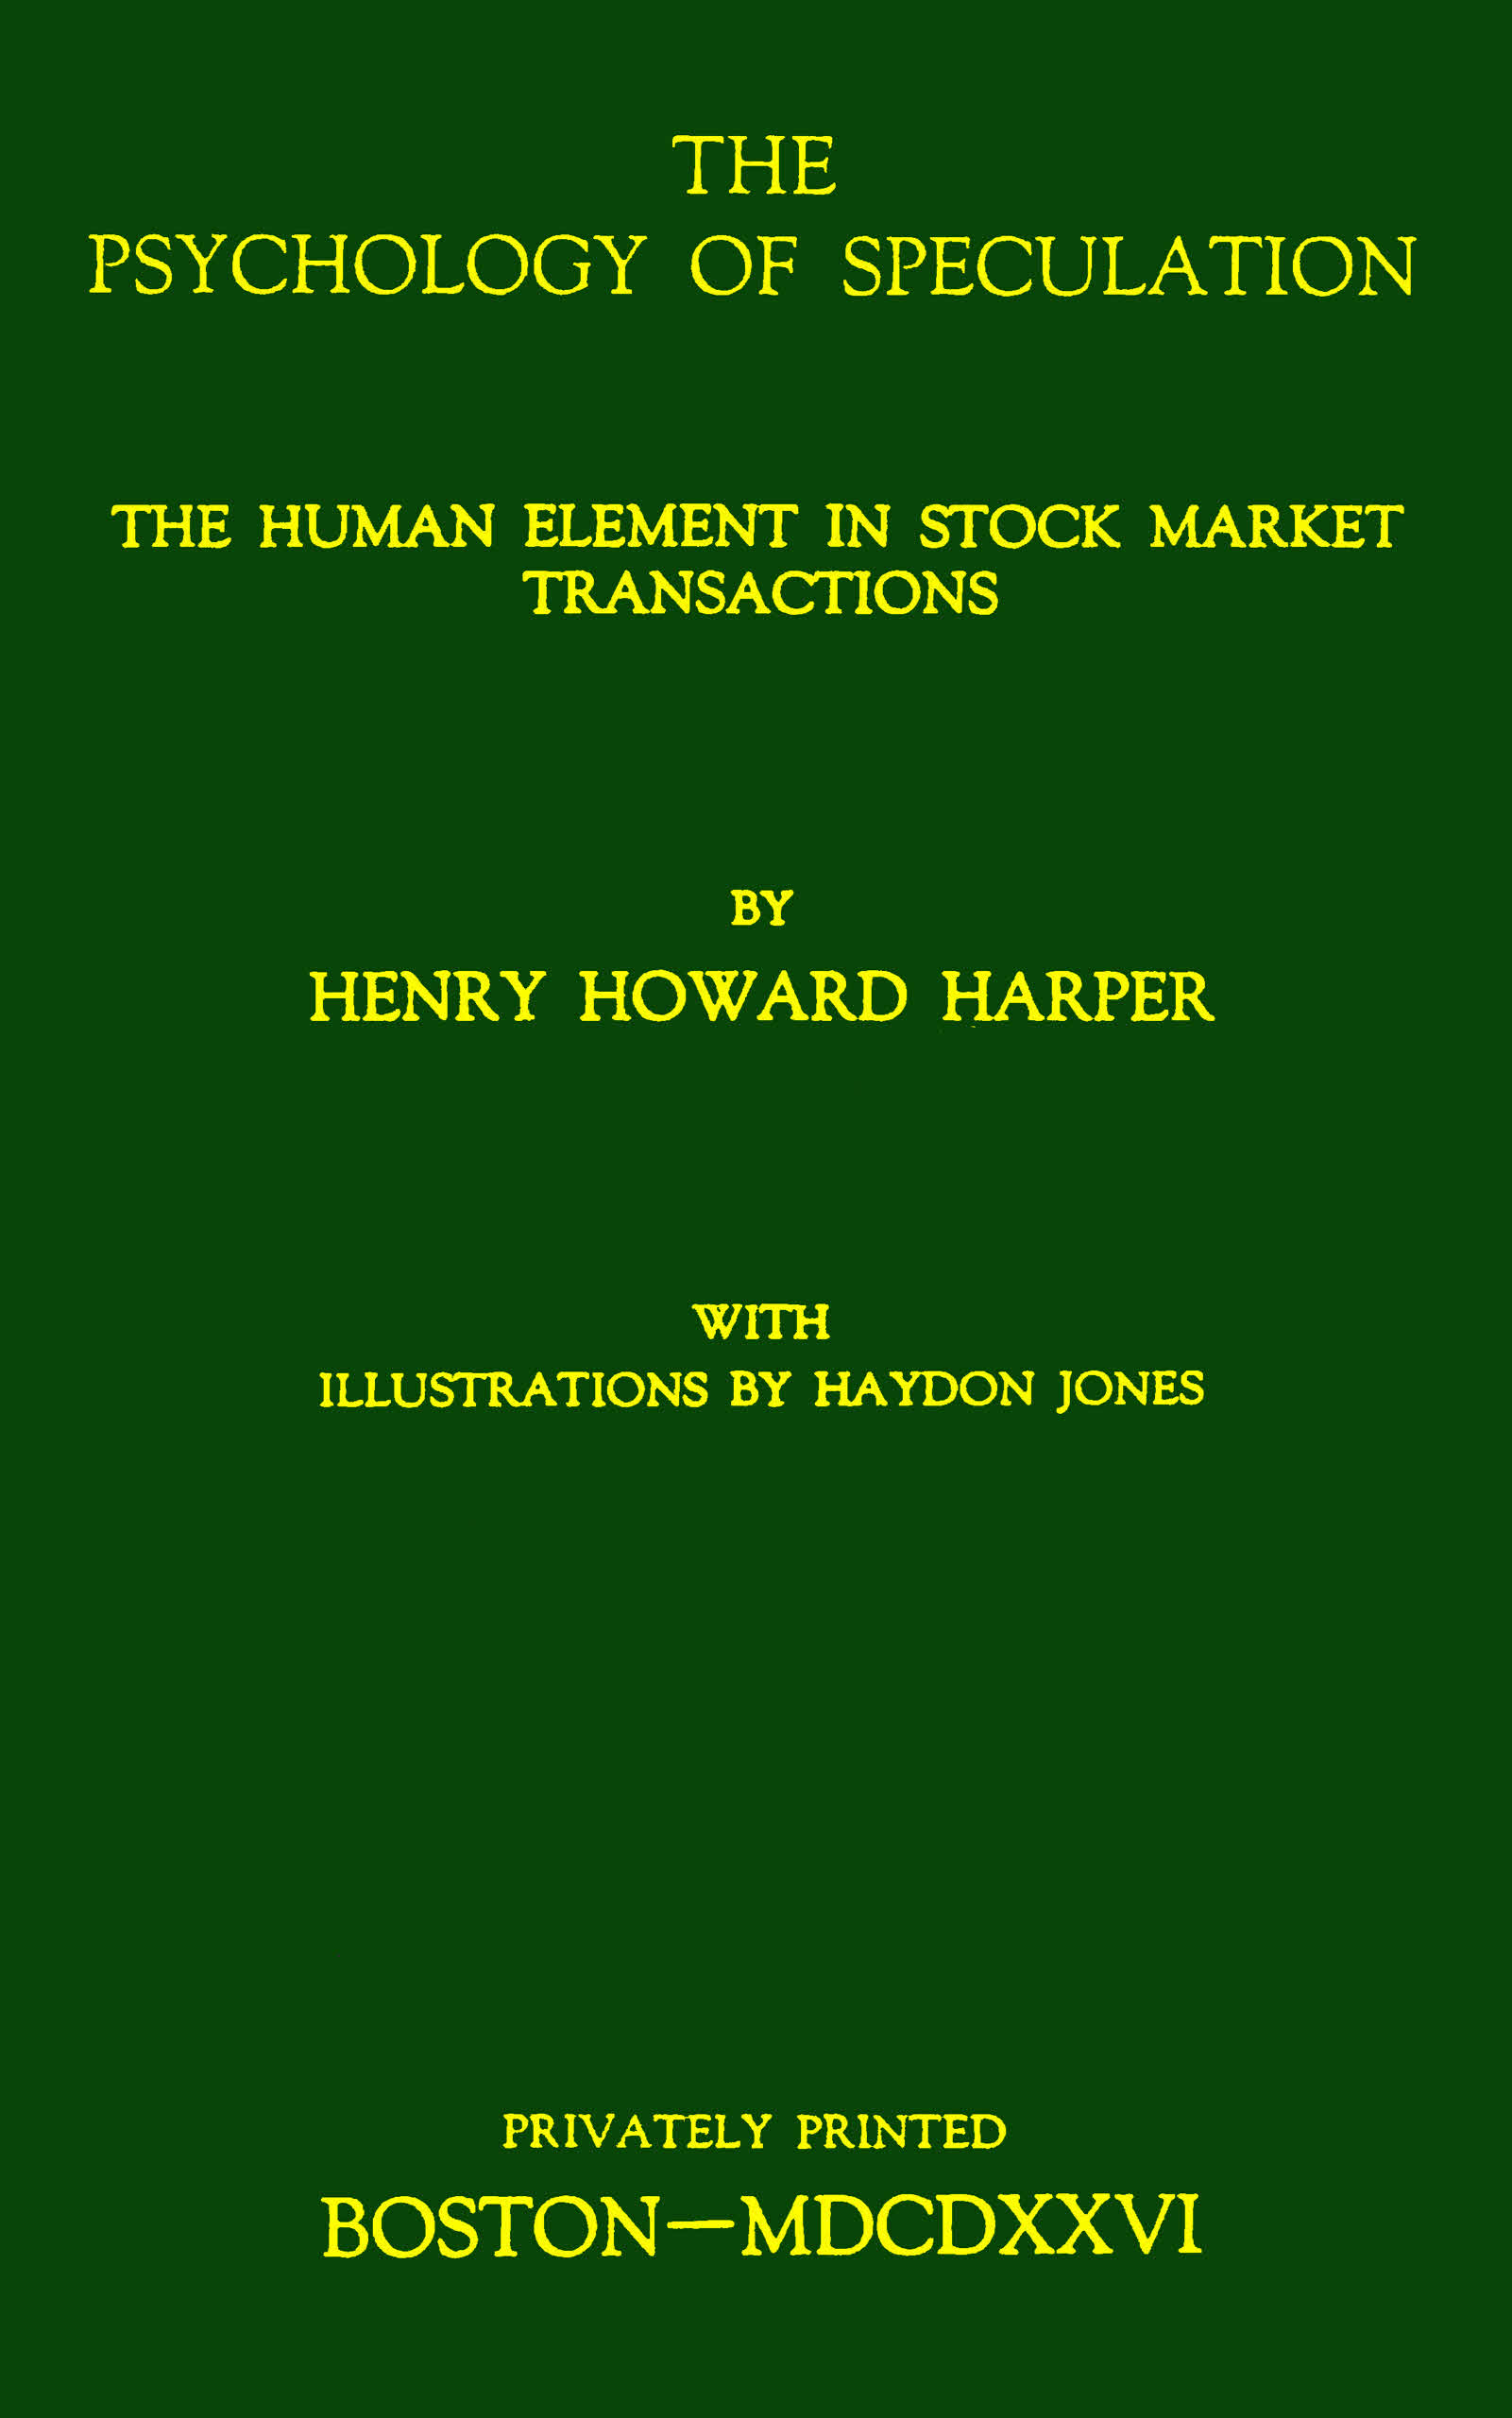 THE
PSYCHOLOGY OF SPECULATION
THE HUMAN ELEMENT IN STOCK MARKET
TRANSACTIONS
BY
HENRY HOWARD HARPER
WITH
ILLUSTRATIONS BY HAYDON JONES
PRIVATELY PRINTED
BOSTON—MDCDXXVI